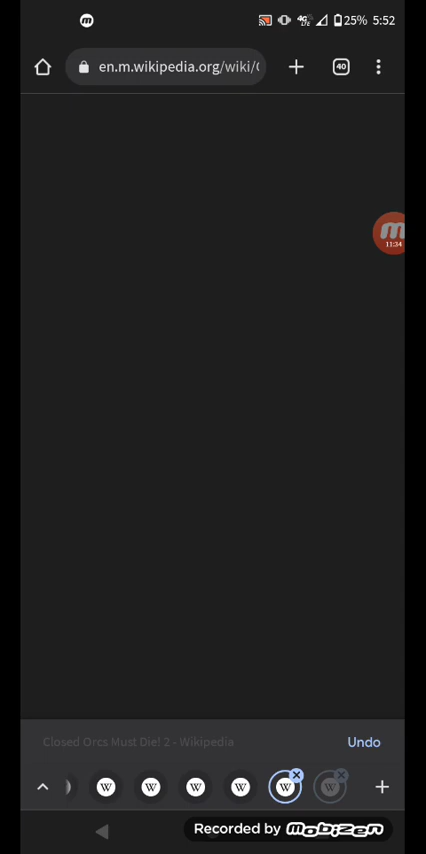 25% 5:52
en.m.wikipedia.org/wiki/
40
11:34
Closed Orcs Must Die! 2 - Wikipedia Undo
W W W W W W
Recorded by mobizen